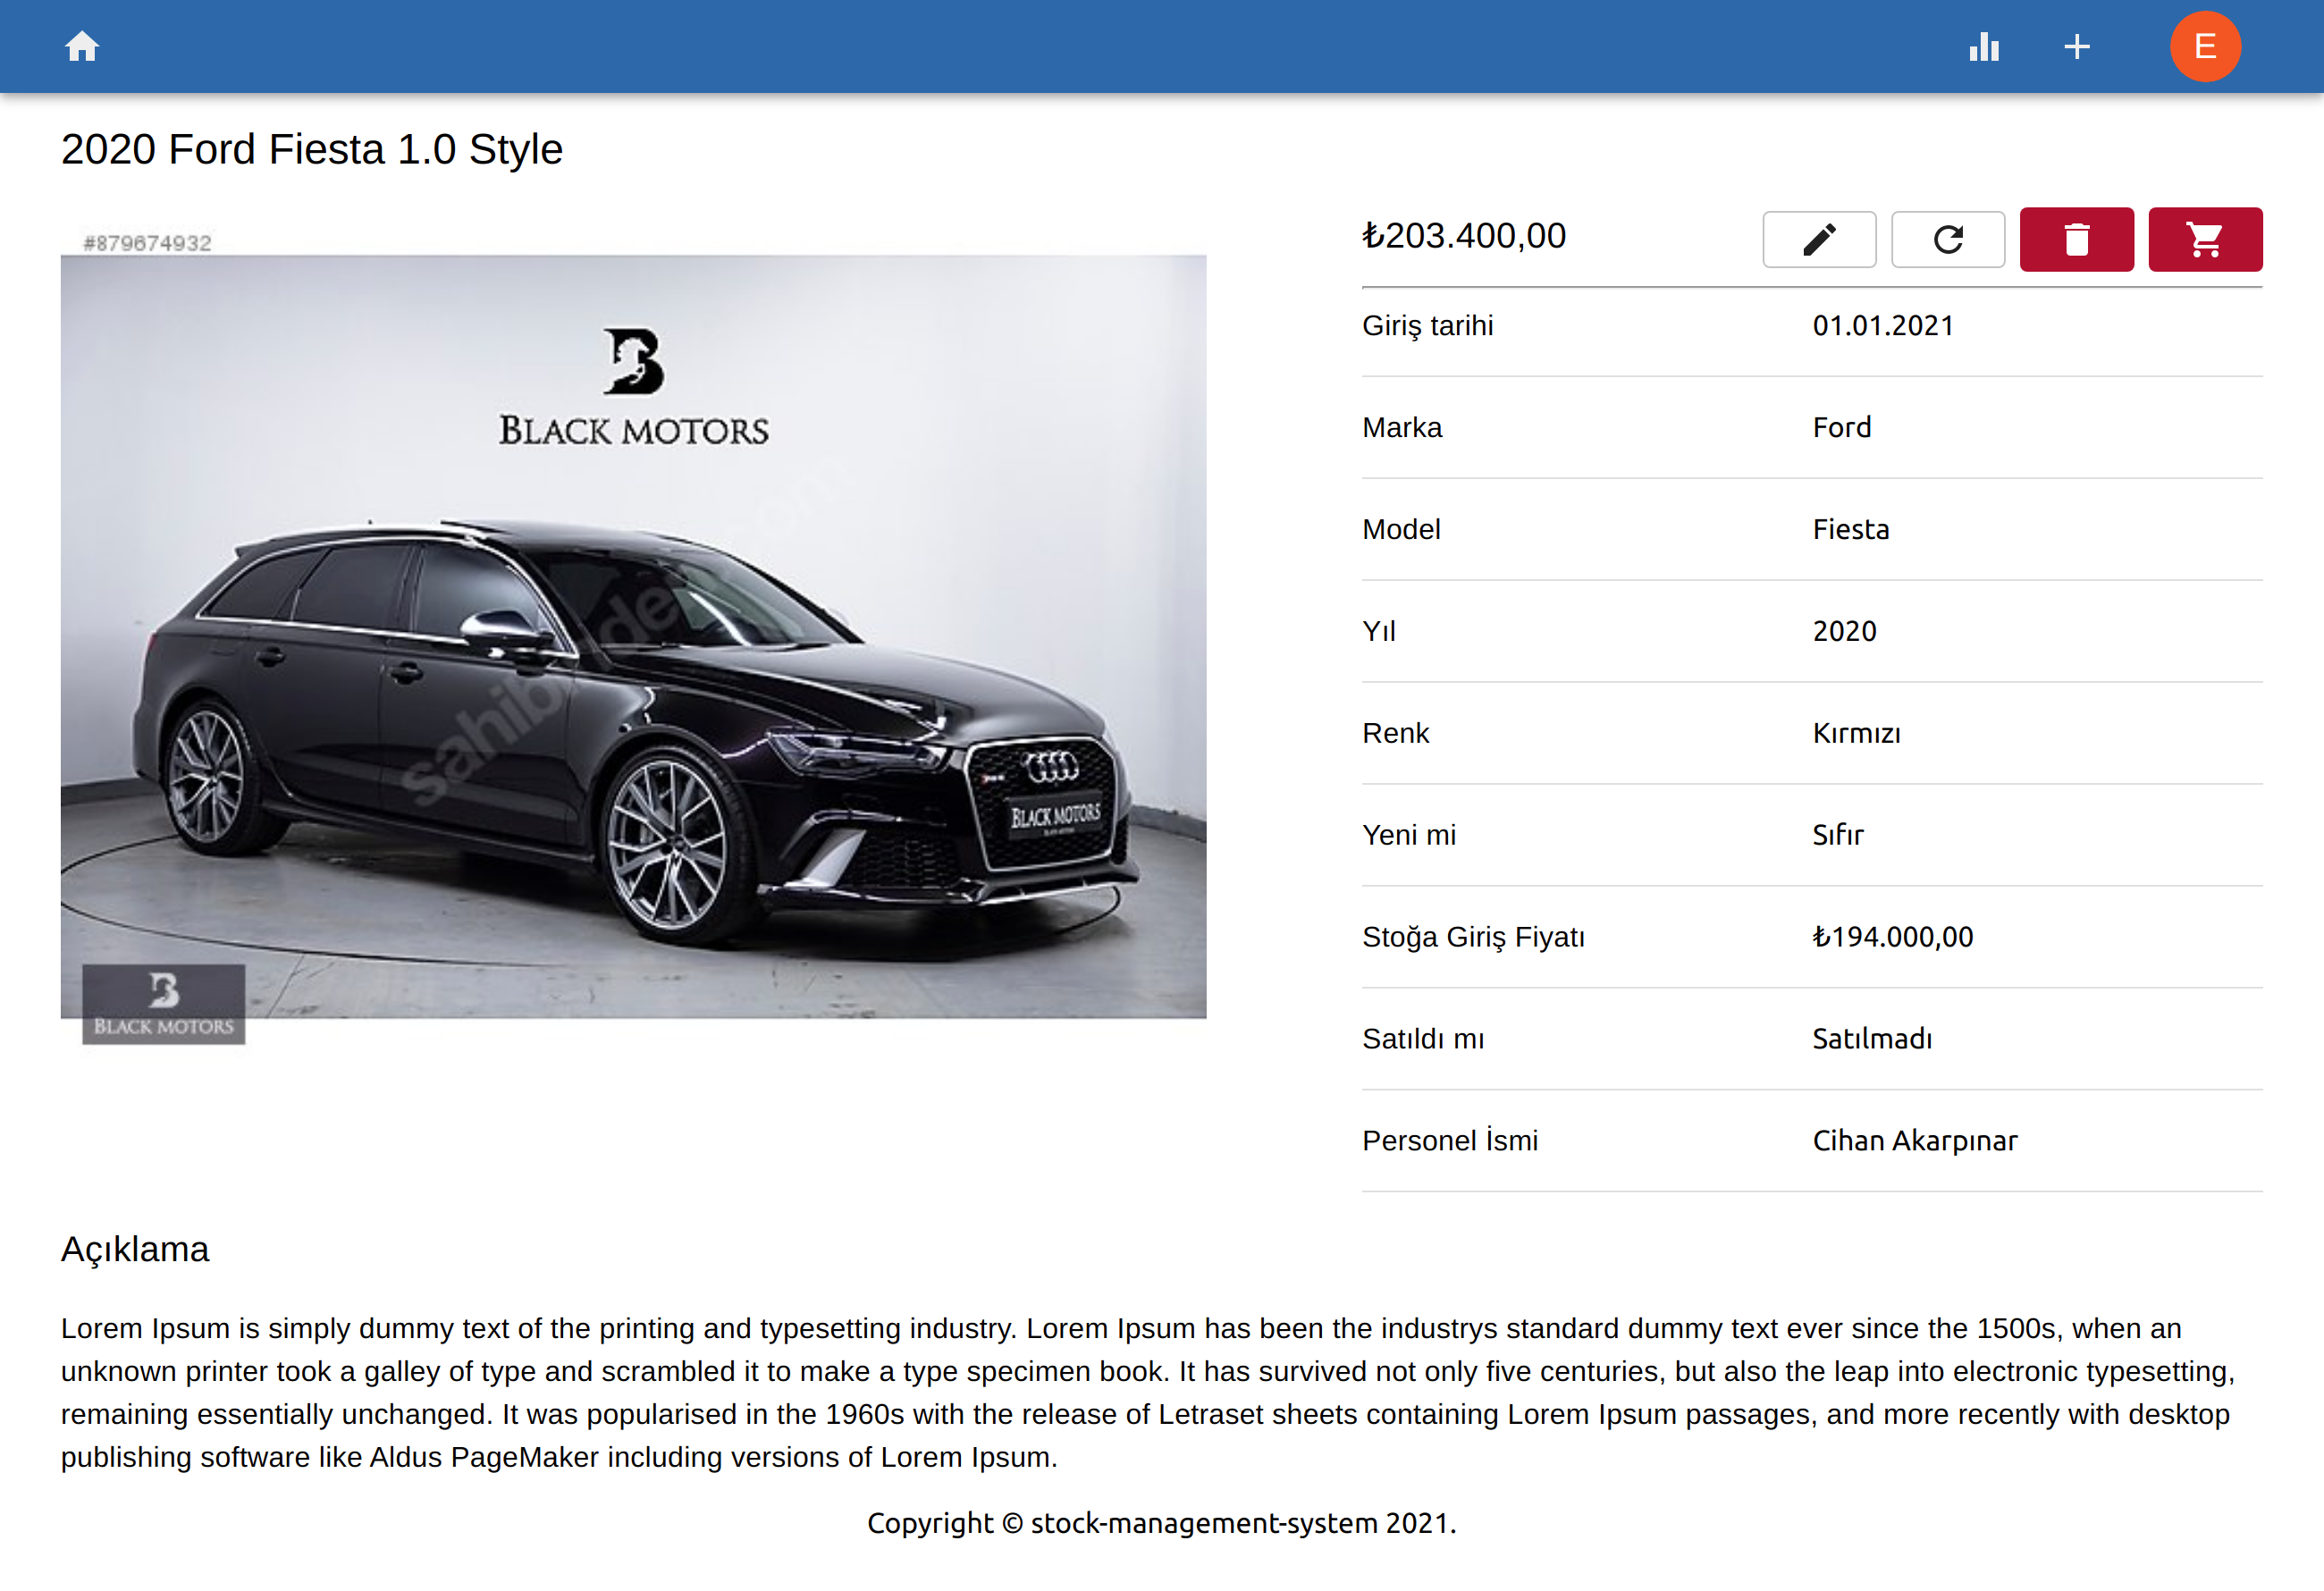 E
2020 Ford Fiesta 1.0 Style
#879674932
BLACK MOTORS
sahibinden.com
BLACK MOTORS
BLACK MOTORS
₺203.400,00
Giriş tarihi 01.01.2021
Marka Ford
Model Fiesta
Yıl 2020
Renk Kırmızı
Yeni mi Sıfır
Stoğa Giriş Fiyatı ₺194.000,00
Satıldı mı Satılmadı
Personel İsmi Cihan Akarpınar
Açıklama
Lorem Ipsum is simply dummy text of the printing and typesetting industry. Lorem Ipsum has been the industrys standard dummy text ever since the 1500s, when an
unknown printer took a galley of type and scrambled it to make a type specimen book. It has survived not only five centuries, but also the leap into electronic typesetting,
remaining essentially unchanged. It was popularised in the 1960s with the release of Letraset sheets containing Lorem Ipsum passages, and more recently with desktop
publishing software like Aldus PageMaker including versions of Lorem Ipsum.
Copyright © stock-management-system 2021.